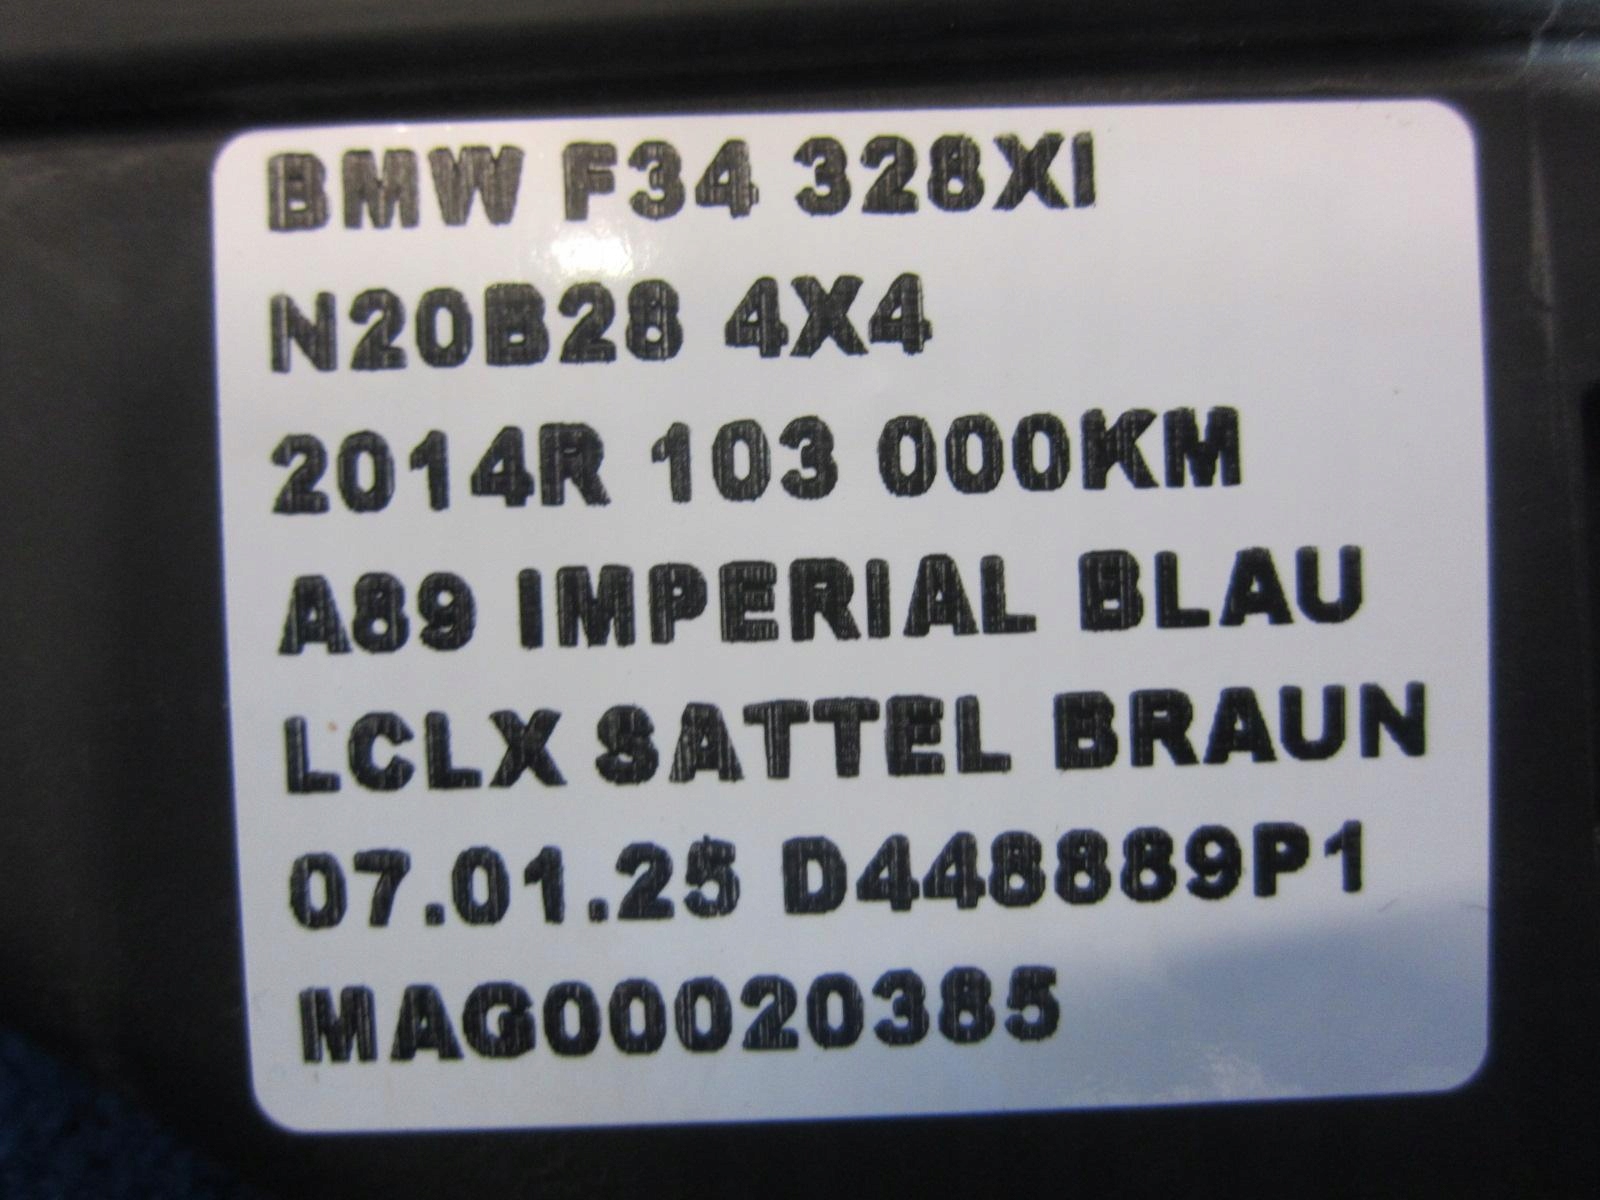 BMW F34 328XI
N20B28 4X4
2014R 103 000KM
A89 IMPERIAL BLAU
LCLX SATTEL BRAUN
07.01.25 D448889P1
MAG00020385